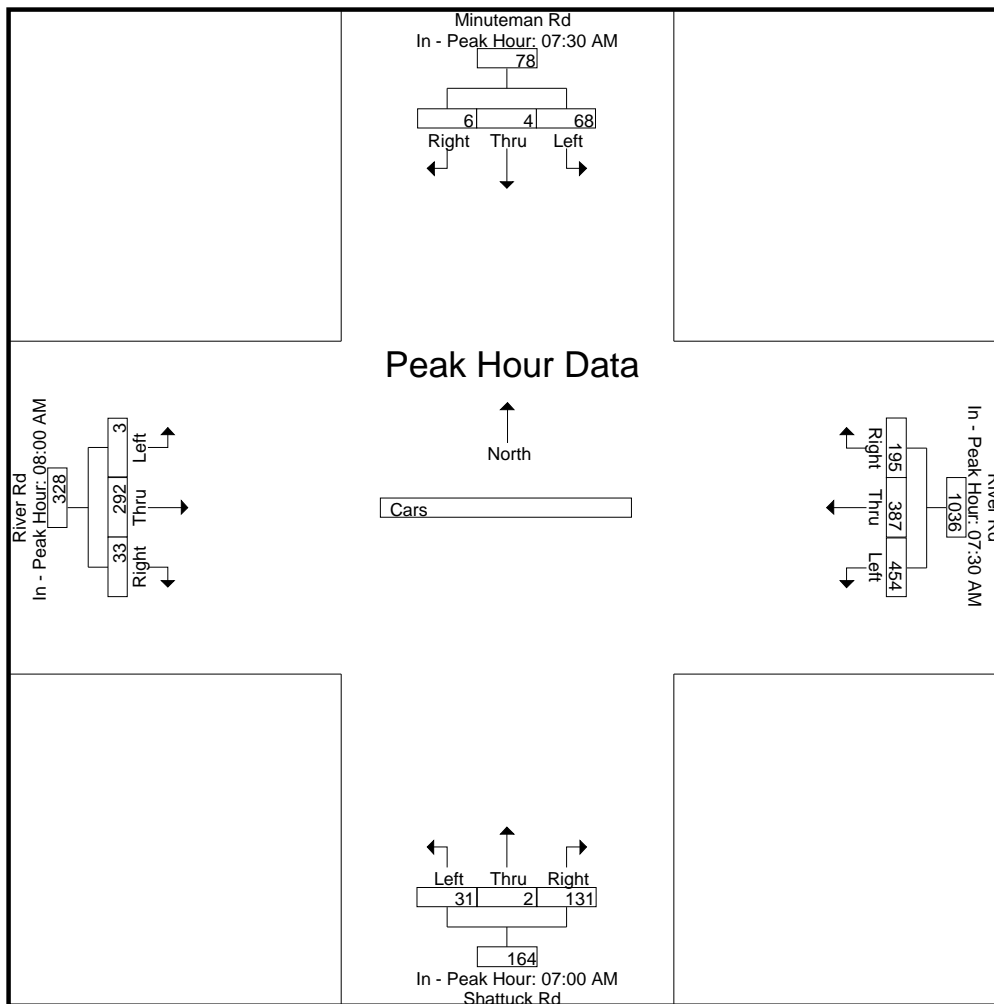 Minuteman Rd
In - Peak Hour: 07:30 AM
78
6 4 68
Right Thru Left
Peak Hour Data
North
Cars
River Rd
In - Peak Hour: 08:00 AM
328
3 292 33
Left Thru Right
River Rd
In - Peak Hour: 07:30 AM
1036
195 387 454
Right Thru Left
Left Thru Right
31 2 131
164
In - Peak Hour: 07:00 AM
Shattuck Rd